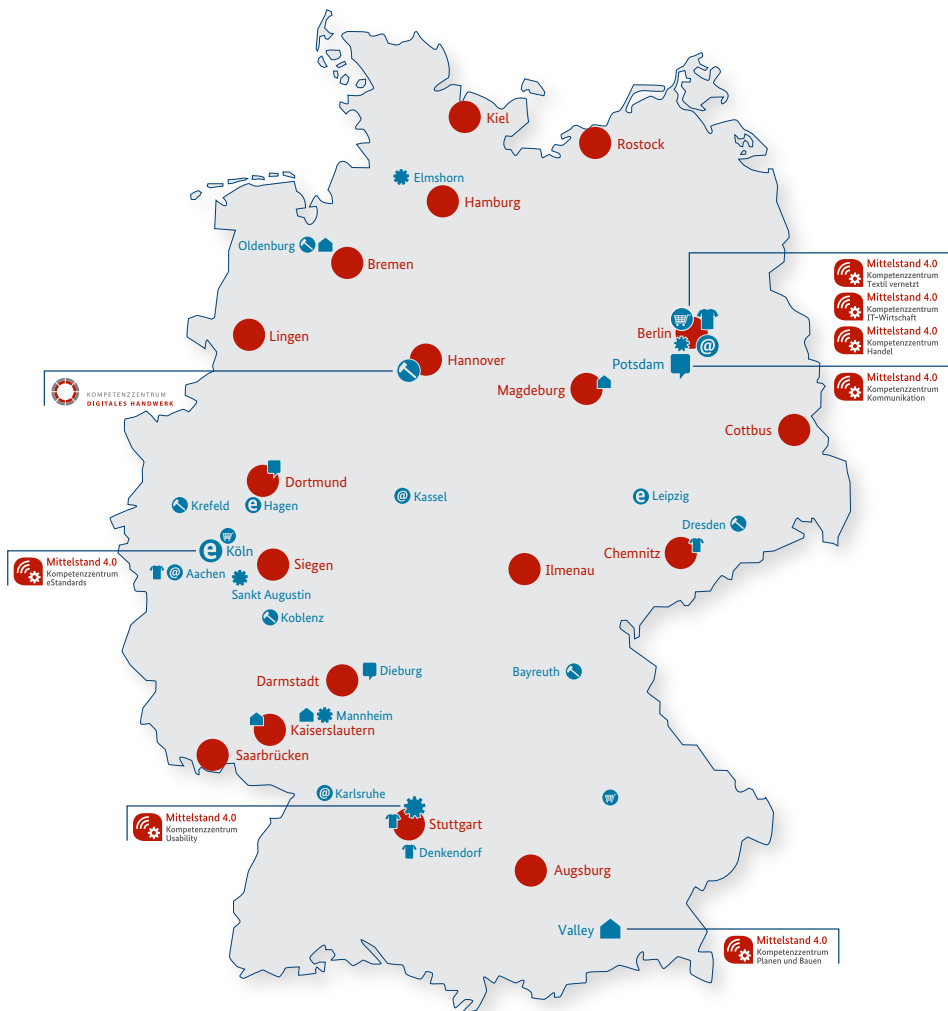 Kiel
Rostock
Elmshorn
Hamburg
Oldenburg
Bremen
Mittelstand 4.0
Kompetenzzentrum
Textil vernetzt
Mittelstand 4.0
Kompetenzzentrum
IT-Wirtschaft
Mittelstand 4.0
Kompetenzzentrum
Handel
Lingen
Berlin
Hannover
Potsdam
Mittelstand 4.0
Kompetenzzentrum
Kommunikation
Magdeburg
KOMPETENZZENTRUM
DIGITALES HANDWERK
Cottbus
Dortmund
Krefeld
Hagen
Kassel
Leipzig
Dresden
Köln
Chemnitz
Mittelstand 4.0
Kompetenzzentrum
eStandards
Siegen
Ilmenau
Aachen
Sankt Augustin
Koblenz
Dieburg
Bayreuth
Darmstadt
Mannheim
Kaiserslautern
Saarbrücken
Karlsruhe
Mittelstand 4.0
Kompetenzzentrum
Usability
Stuttgart
Denkendorf
Augsburg
Valley
Mittelstand 4.0
Kompetenzzentrum
Planen und Bauen